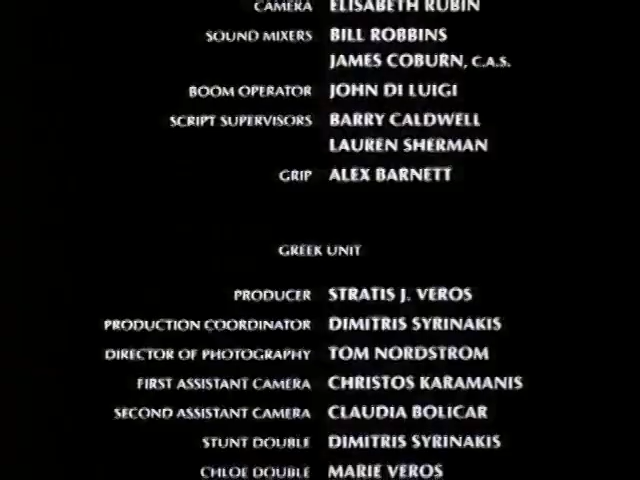 CAMERA ELISABETH RUBIN
SOUND MIXERS BILL ROBBINS
JAMES COBURN, C.A.S.
BOOM OPERATOR JOHN DI LUIGI
SCRIPT SUPERVISORS BARRY CALDWELL
LAUREN SHERMAN
GRIP ALEX BARNETT
GREEK UNIT
PRODUCER STRATIS J. VEROS
PRODUCTION COORDINATOR DIMITRIS SYRINAKIS
DIRECTOR OF PHOTOGRAPHY TOM NORDSTROM
FIRST ASSISTANT CAMERA CHRISTOS KARAMANIS
SECOND ASSISTANT CAMERA CLAUDIA BOLICAR
STUNT DOUBLE DIMITRIS SYRINAKIS
CHLOE DOUBLE MARIE VEROS